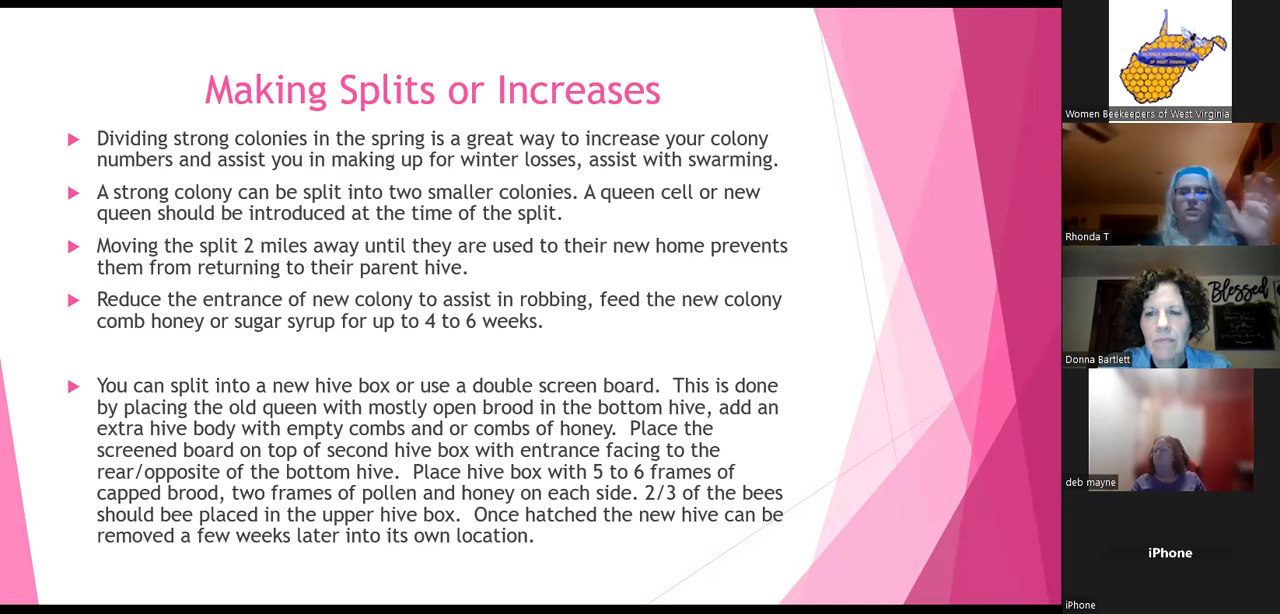 Making Splits or Increases
Dividing strong colonies in the spring is a great way to increase your colony
numbers and assist you in making up for winter losses, assist with swarming.
A strong colony can be split into two smaller colonies. A queen cell or new
queen should be introduced at the time of the split.
Moving the split 2 miles away until they are used to their new home prevents
them from returning to their parent hive.
Reduce the entrance of new colony to assist in robbing, feed the new colony
comb honey or sugar syrup for up to 4 to 6 weeks.
You can split into a new hive box or use a double screen board. This is done
by placing the old queen with mostly open brood in the bottom hive, add an
extra hive body with empty combs and or combs of honey. Place the
screened board on top of second hive box with entrance facing to the
rear/opposite of the bottom hive. Place hive box with 5 to 6 frames of
capped brood, two frames of pollen and honey on each side. 2/3 of the bees
should bee placed in the upper hive box. Once hatched the new hive can be
removed a few weeks later into its own location.
Women Beekeepers of West Virginia
Rhonda T
Blessed
Donna Bartlett
deb mayne
iPhone
iPhone